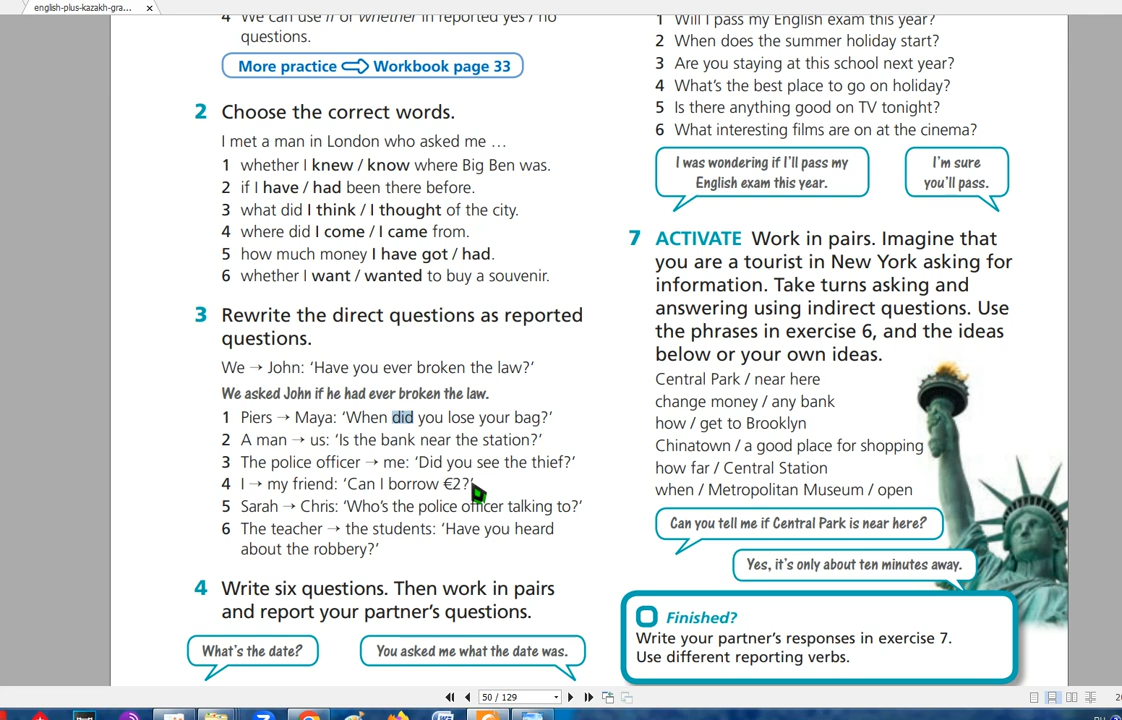 english-plus-kazakh-gra...
4 We can use if or whether in reported yes / no
questions.
More practice ⇨ Workbook page 33
2 Choose the correct words.
I met a man in London who asked me …
1 whether I knew / know where Big Ben was.
2 if I have / had been there before.
3 what did I think / I thought of the city.
4 where did I come / I came from.
5 how much money I have got / had.
6 whether I want / wanted to buy a souvenir.
3 Rewrite the direct questions as reported
questions.
We → John: ‘Have you ever broken the law?’
We asked John if he had ever broken the law.
1 Piers → Maya: ‘When did you lose your bag?’
2 A man → us: ‘Is the bank near the station?’
3 The police officer → me: ‘Did you see the thief?’
4 I → my friend: ‘Can I borrow €2?’
5 Sarah → Chris: ‘Who’s the police officer talking to?’
6 The teacher → the students: ‘Have you heard
about the robbery?’
4 Write six questions. Then work in pairs
and report your partner’s questions.
What’s the date?
You asked me what the date was.
1 Will I pass my English exam this year?
2 When does the summer holiday start?
3 Are you staying at this school next year?
4 What’s the best place to go on holiday?
5 Is there anything good on TV tonight?
6 What interesting films are on at the cinema?
I was wondering if I’ll pass my
English exam this year.
I’m sure
you’ll pass.
7 ACTIVATE Work in pairs. Imagine that
you are a tourist in New York asking for
information. Take turns asking and
answering using indirect questions. Use
the phrases in exercise 6, and the ideas
below or your own ideas.
Central Park / near here
change money / any bank
how / get to Brooklyn
Chinatown / a good place for shopping
how far / Central Station
when / Metropolitan Museum / open
Can you tell me if Central Park is near here?
Yes, it’s only about ten minutes away.
Finished?
Write your partner’s responses in exercise 7.
Use different reporting verbs.
50 / 129